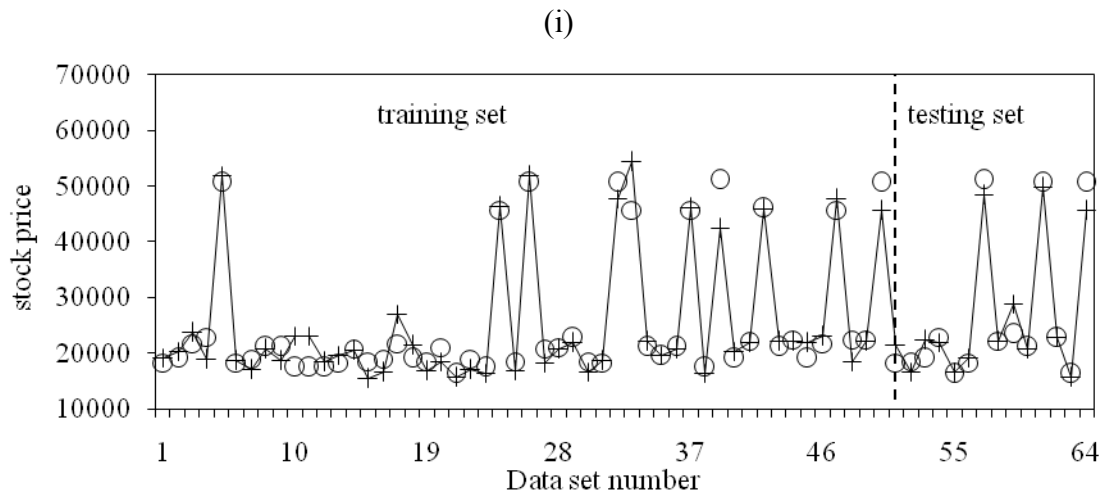 (i)
70000
60000
50000
40000
30000
20000
10000
stock price
training set
testing set
1 10 19 28 37 46 55 64
Data set number